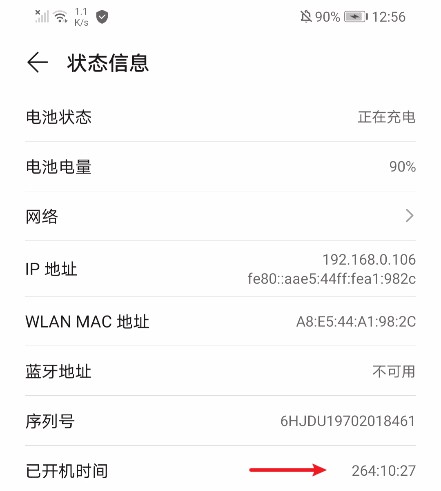 1.1
K/s
90%
12:56
状态信息
电池状态 正在充电
电池电量 90%
网络
IP 地址 192.168.0.106
fe80::aae5:44ff:fea1:982c
WLAN MAC 地址 A8:E5:44:A1:98:2C
蓝牙地址 不可用
序列号 6HJDU19702018461
已开机时间 264:10:27